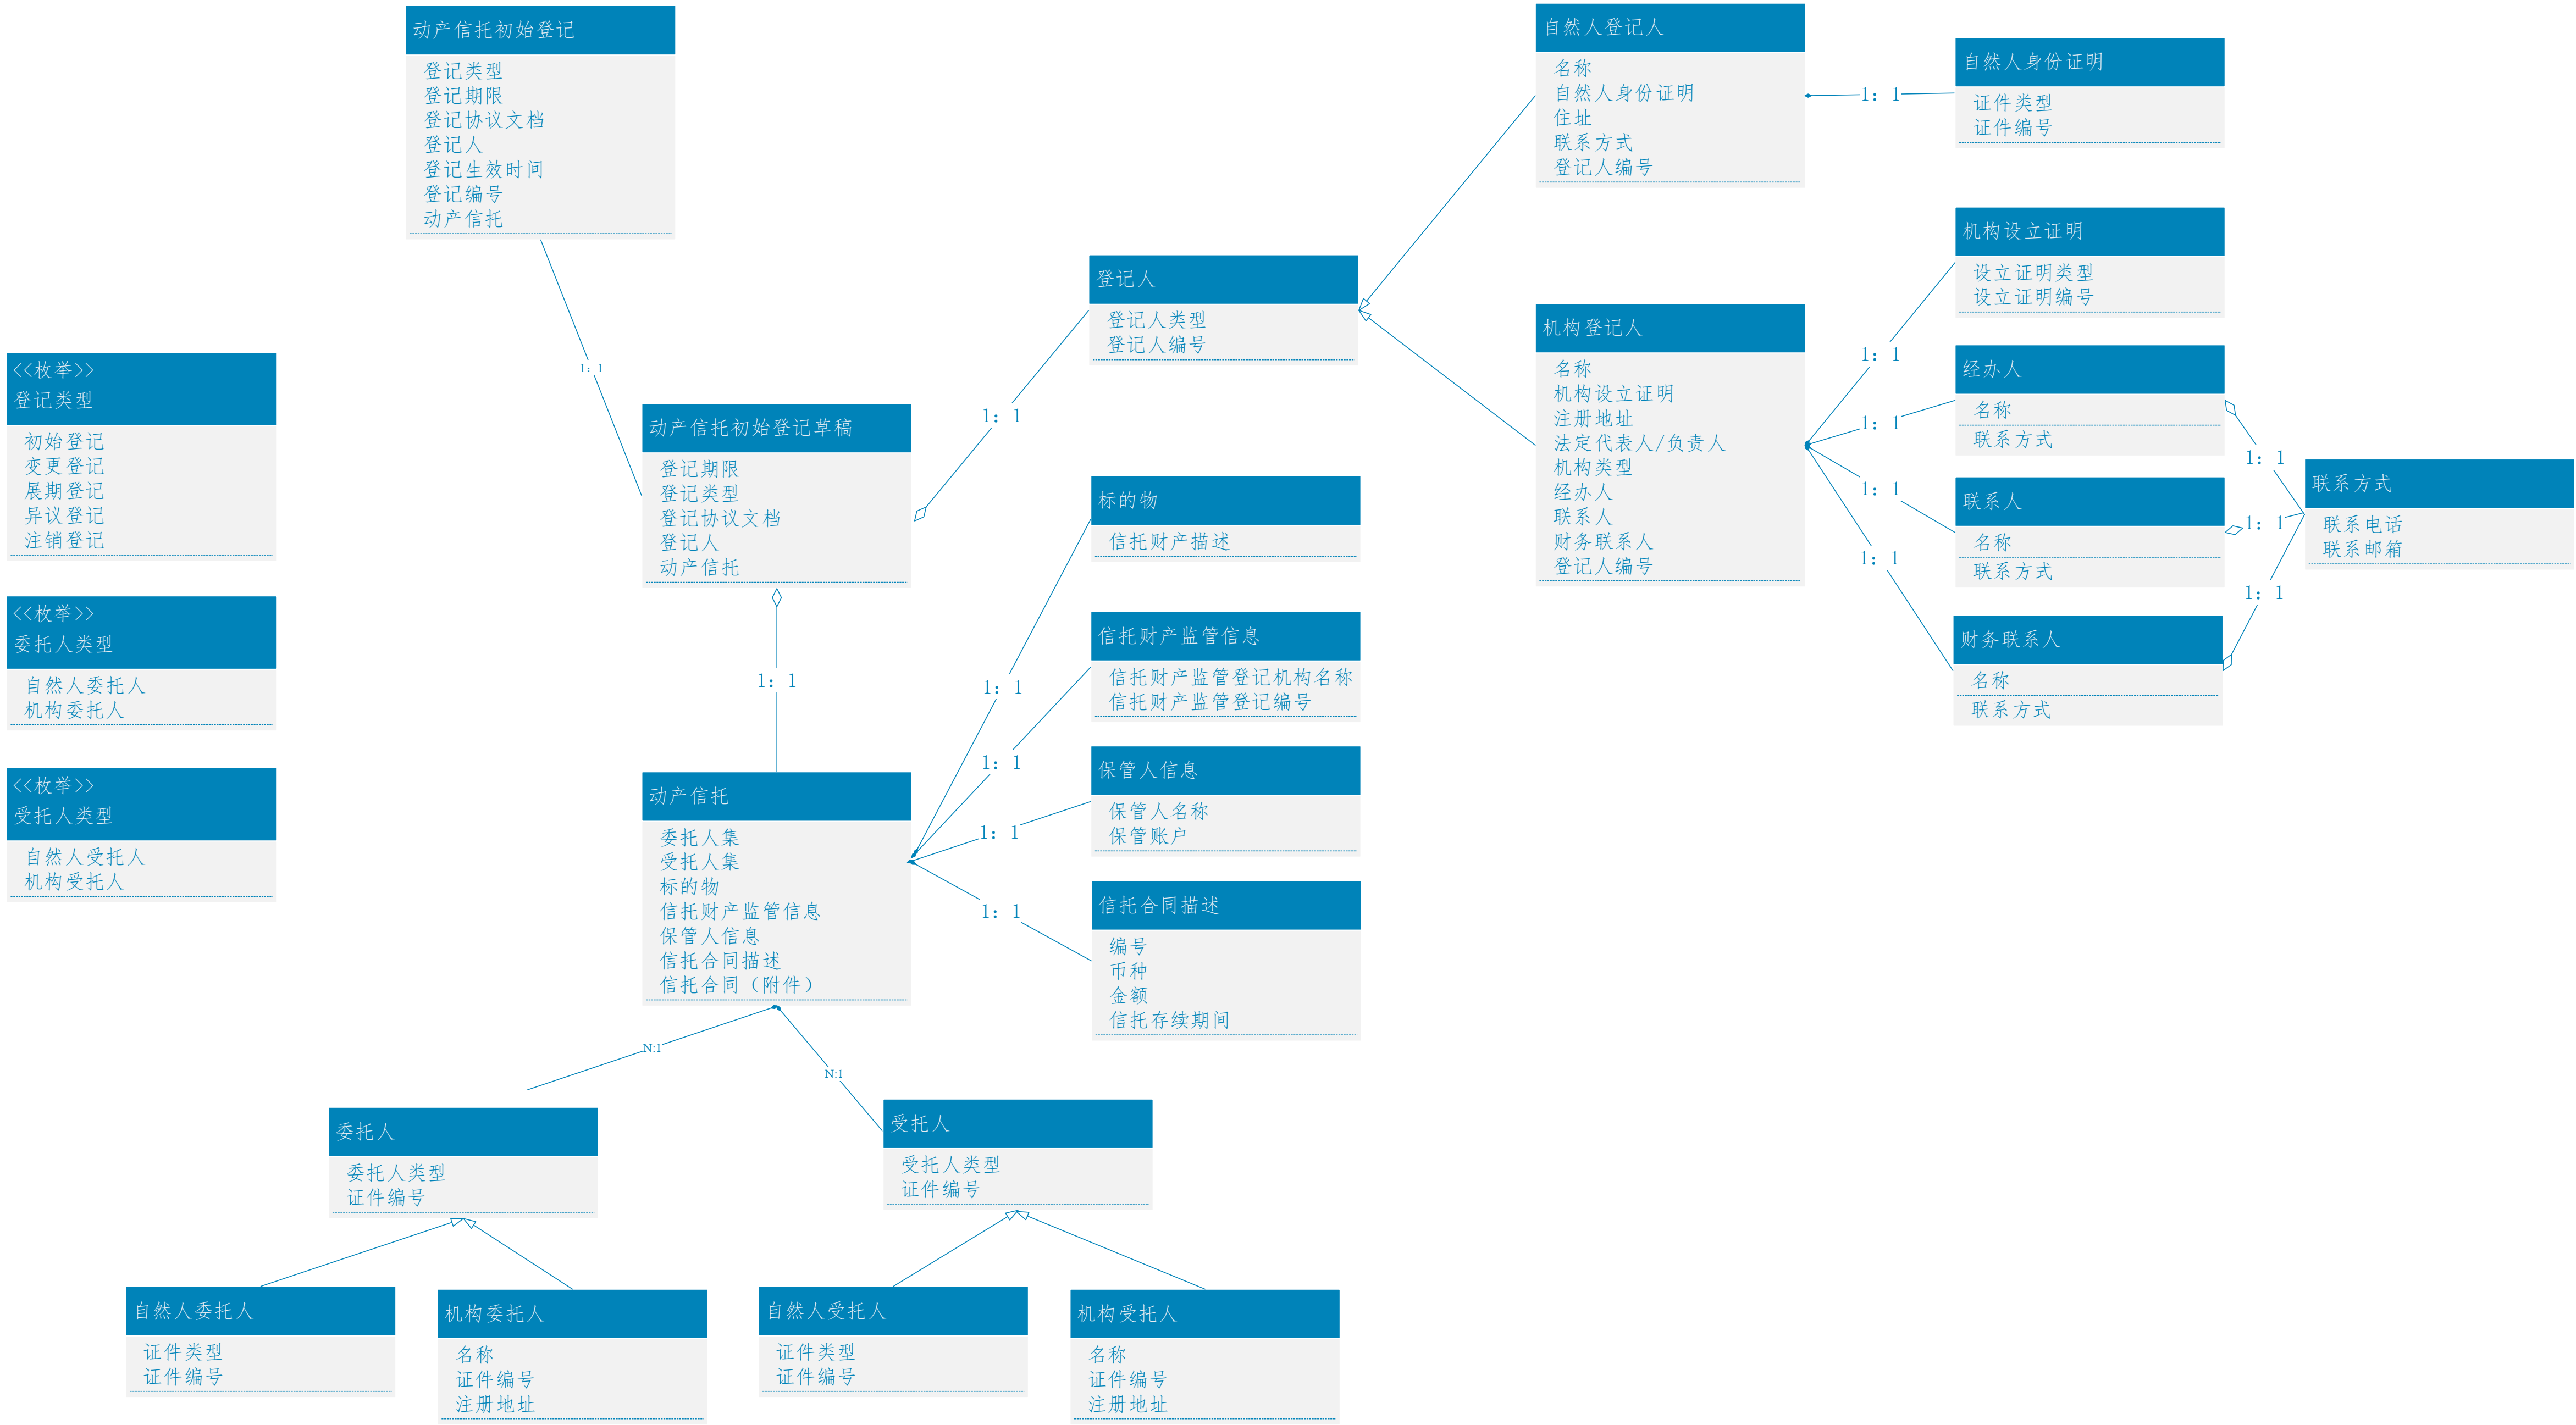 动产信托初始登记
登记类型
登记期限
登记协议文档
登记人
登记生效时间
登记编号
动产信托
自然人登记人
名称
自然人身份证明
住址
联系方式
登记人编号
1: 1
自然人身份证明
证件类型
证件编号
机构设立证明
设立证明类型
设立证明编号
登记人
登记人类型
登记人编号
机构登记人
名称
机构设立证明
注册地址
法定代表人/负责人
机构类型
经办人
联系人
财务联系人
登记人编号
1: 1
1: 1
1: 1
1: 1
经办人
名称
联系方式
联系人
名称
联系方式
财务联系人
名称
联系方式
1: 1
1: 1
1: 1
联系方式
联系电话
联系邮箱
<<枚举>>
登记类型
初始登记
变更登记
展期登记
异议登记
注销登记
<<枚举>>
委托人类型
自然人委托人
机构委托人
<<枚举>>
受托人类型
自然人受托人
机构受托人
1: 1
动产信托初始登记草稿
登记期限
登记类型
登记协议文档
登记人
动产信托
1: 1
1: 1
标的物
信托财产描述
信托财产监管信息
信托财产监管登记机构名称
信托财产监管登记编号
保管人信息
保管人名称
保管账户
信托合同描述
编号
币种
金额
信托存续期间
1: 1
1: 1
1: 1
1: 1
动产信托
委托人集
受托人集
标的物
信托财产监管信息
保管人信息
信托合同描述
信托合同（附件）
N:1
N:1
委托人
委托人类型
证件编号
受托人
受托人类型
证件编号
自然人委托人
证件类型
证件编号
机构委托人
名称
证件编号
注册地址
自然人受托人
证件类型
证件编号
机构受托人
名称
证件编号
注册地址